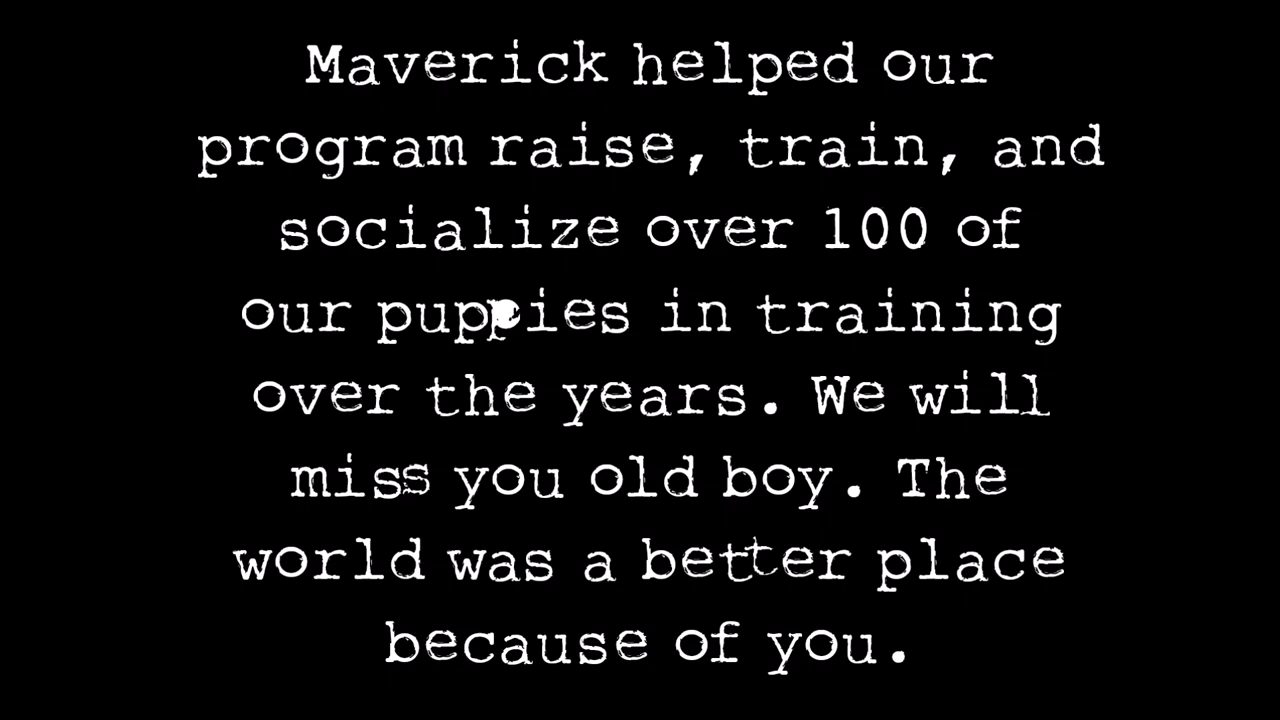 Maverick helped our
program raise, train, and
socialize over 100 of
our puppies in training
over the years. We will
miss you old boy. The
world was a better place
because of you.